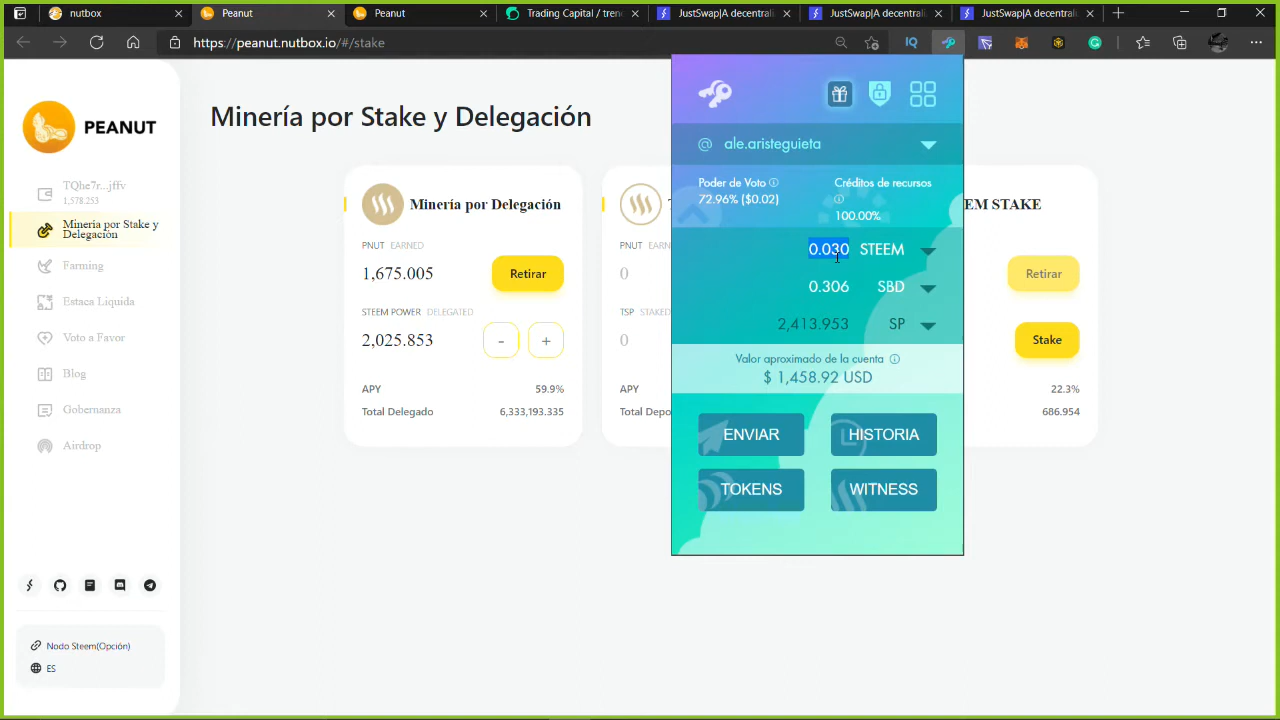 nutbox
Peanut
Peanut
Trading Capital / tren
JustSwap|A decentrali
JustSwap|A decentrali
JustSwap|A decentrali
https://peanut.nutbox.io/#/stake
IQ
PEANUT
TQhe7r...jffv
1,578.253
Minería por Stake y
Delegación
Farming
Estaca Liquida
Voto a Favor
Blog
Gobernanza
Airdrop
Nodo Steem(Opción)
ES
Minería por Stake y Delegación
Minería por Delegación
PNUT EARNED
1,675.005
Retirar
STEEM POWER DELEGATED
2,025.853
- +
APY 59.9%
Total Delegado 6,333,193.335
PNUT EARN
0
TSP STAKED
0
APY
Total Depo
EM STAKE
Retirar
Stake
22.3%
686.954
@ ale.aristeguieta
Poder de Voto
72.96% ($0.02)
Créditos de recursos
100.00%
0.030 STEEM
0.306 SBD
2,413.953 SP
Valor aproximado de la cuenta
$ 1,458.92 USD
ENVIAR
HISTORIA
TOKENS
WITNESS